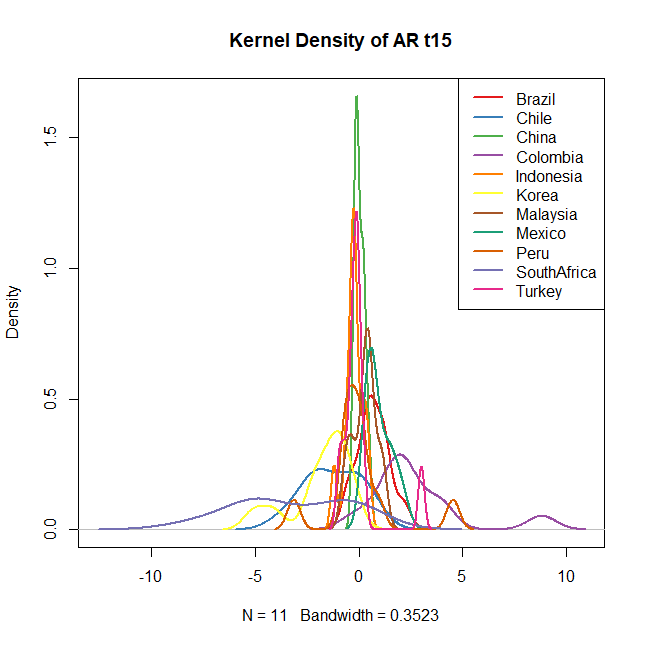 Kernel Density of AR t15
Brazil
Chile
China
Colombia
Indonesia
Korea
Malaysia
Mexico
Peru
SouthAfrica
Turkey
Density
1.5
1.0
0.5
0.0
-10 -5 0 5 10
N = 11 Bandwidth = 0.3523